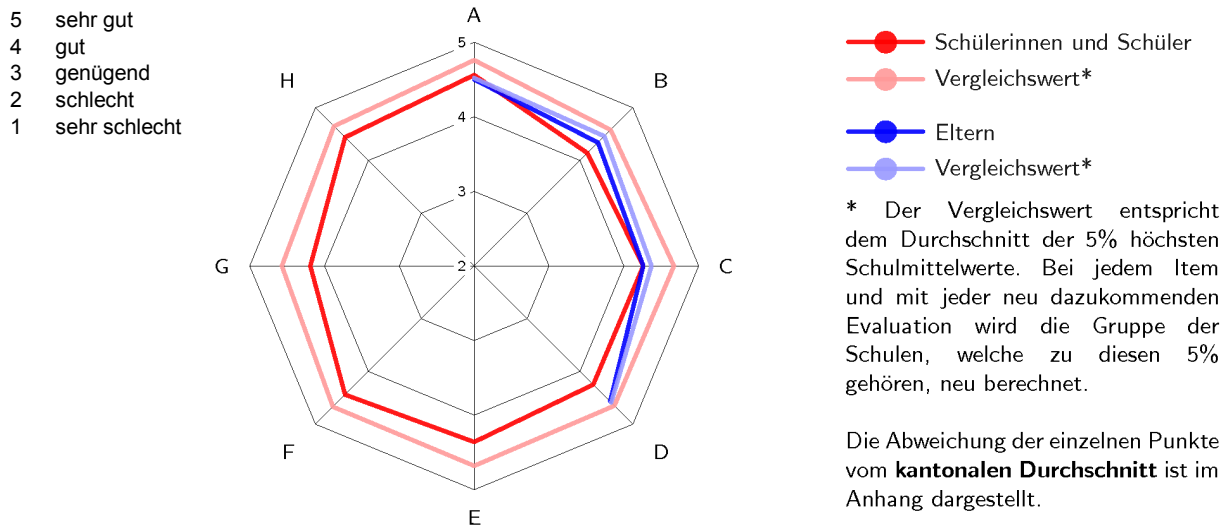 5 sehr gut
4 gut
3 genügend
2 schlecht
1 sehr schlecht
A
B
C
D
E
F
G
H
5
4
3
2
Schülerinnen und Schüler
Vergleichswert*
Eltern
Vergleichswert*
* Der Vergleichswert entspricht
dem Durchschnitt der 5% höchsten
Schulmittelwerte. Bei jedem Item
und mit jeder neu dazukommenden
Evaluation wird die Gruppe der
Schulen, welche zu diesen 5%
gehören, neu berechnet.
Die Abweichung der einzelnen Punkte
vom kantonalen Durchschnitt ist im
Anhang dargestellt.